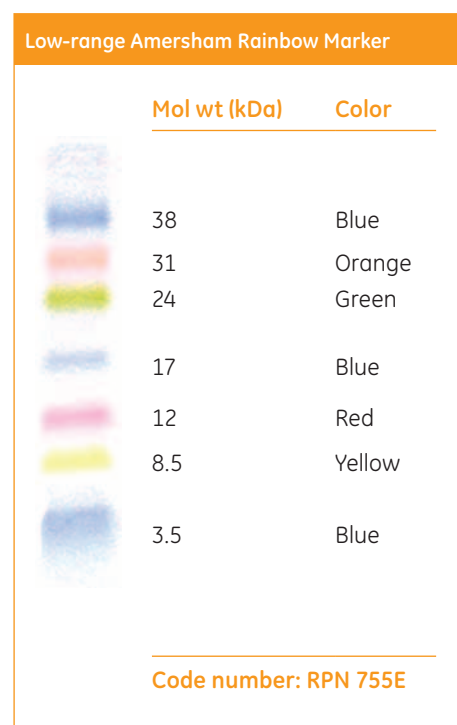 Low-range Amersham Rainbow Marker
Mol wt (kDa) Color
38 Blue
31 Orange
24 Green
17 Blue
12 Red
8.5 Yellow
3.5 Blue
Code number: RPN 755E